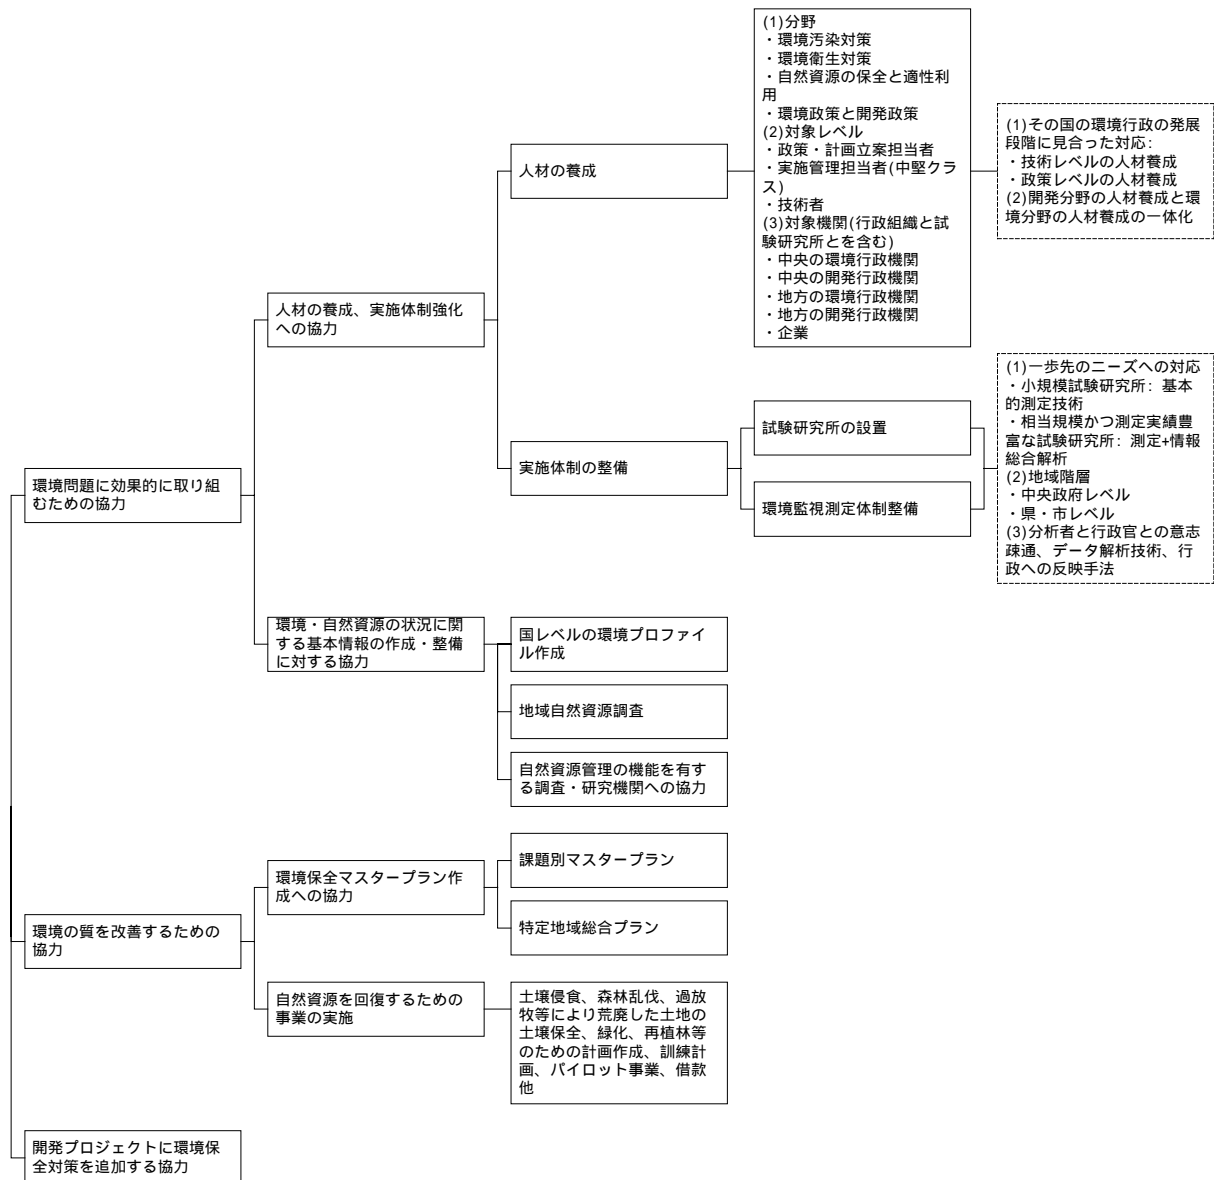 (1)分野
・環境汚染対策
・環境衛生対策
・自然資源の保全と適性利
用
・環境政策と開発政策
(2)対象レベル
・政策・計画立案担当者
・実施管理担当者(中堅クラ
ス)
・技術者
(3)対象機関(行政組織と試
験研究所とを含む)
・中央の環境行政機関
・中央の開発行政機関
・地方の環境行政機関
・地方の開発行政機関
・企業
(1)その国の環境行政の発展
段階に見合った対応:
・技術レベルの人材養成
・政策レベルの人材養成
(2)開発分野の人材養成と環
境分野の人材養成の一体化
人材の養成
人材の養成、実施体制強化
への協力
(1)一歩先のニーズへの対応
・小規模試験研究所: 基本
的測定技術
・相当規模かつ測定実績豊
富な試験研究所: 測定+情報
総合解析
(2)地域階層
・中央政府レベル
・県・市レベル
(3)分析者と行政官との意志
疎通、データ解析技術、行
政への反映手法
試験研究所の設置
実施体制の整備
環境監視測定体制整備
環境問題に効果的に取り組
むための協力
環境・自然資源の状況に関
する基本情報の作成・整備
に対する協力
国レベルの環境プロファイ
ル作成
地域自然資源調査
自然資源管理の機能を有す
る調査・研究機関への協力
環境の質を改善するための
協力
環境保全マスタープラン作
成への協力
課題別マスタープラン
特定地域総合プラン
自然資源を回復するための
事業の実施
土壌侵食、森林乱伐、過放
牧等により荒廃した土地の
土壌保全、緑化、再植林等
のための計画作成、訓練計
画、パイロット事業、借款
他
開発プロジェクトに環境保
全対策を追加する協力